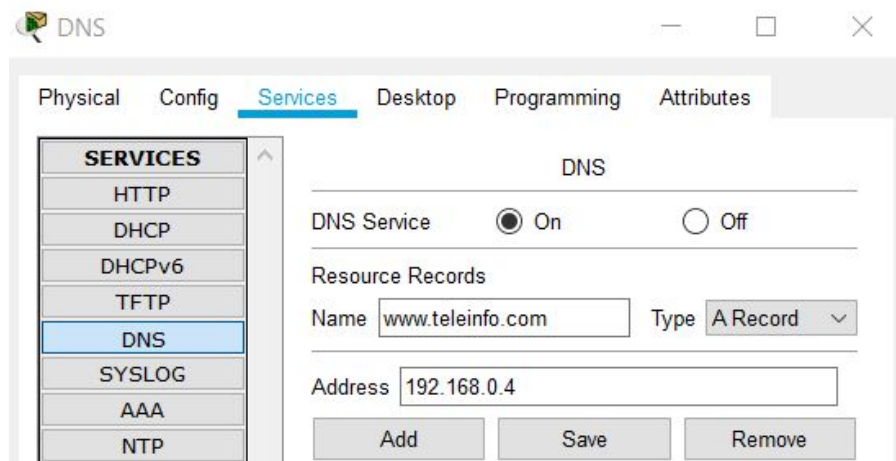 DNS
Physical Config Services Desktop Programming Attributes
SERVICES
HTTP
DHCP
DHCPv6
TFTP
DNS
SYSLOG
AAA
NTP
DNS
DNS Service On Off
Resource Records
Name www.teleinfo.com Type A Record
Address 192.168.0.4
Add Save Remove